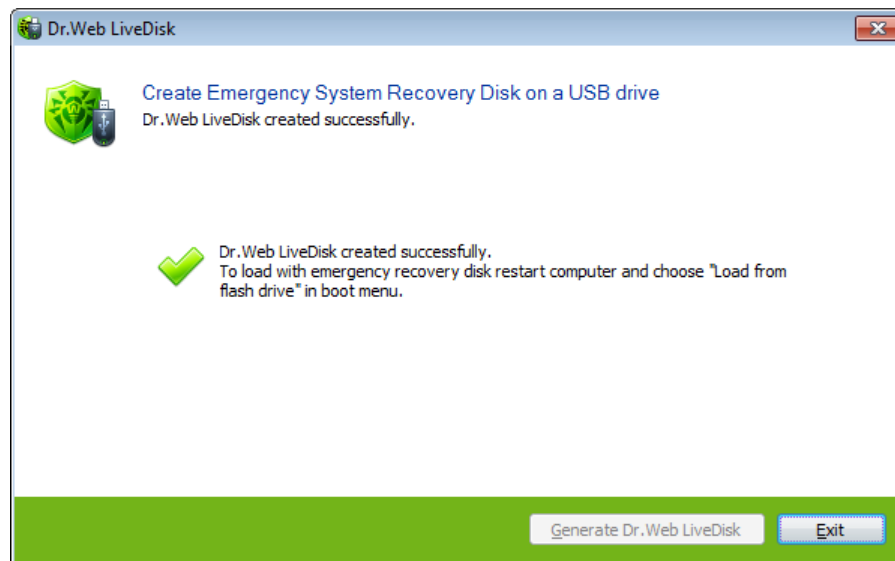 Dr.Web LiveDisk
Create Emergency System Recovery Disk on a USB drive
Dr.Web LiveDisk created successfully.
Dr.Web LiveDisk created successfully.
To load with emergency recovery disk restart computer and choose "Load from
flash drive" in boot menu.
Generate Dr.Web LiveDisk
Exit